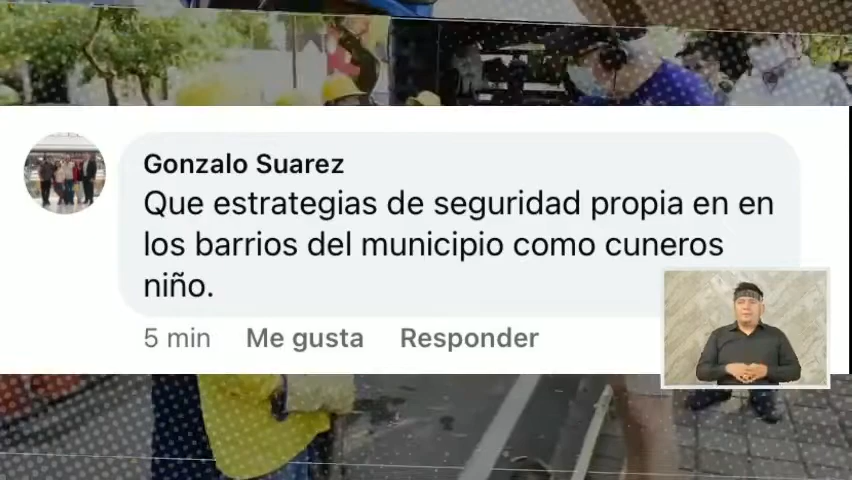 Gonzalo Suarez
Que estrategias de seguridad propia en en
los barrios del municipio como cuneros
niño.
5 min Me gusta Responder